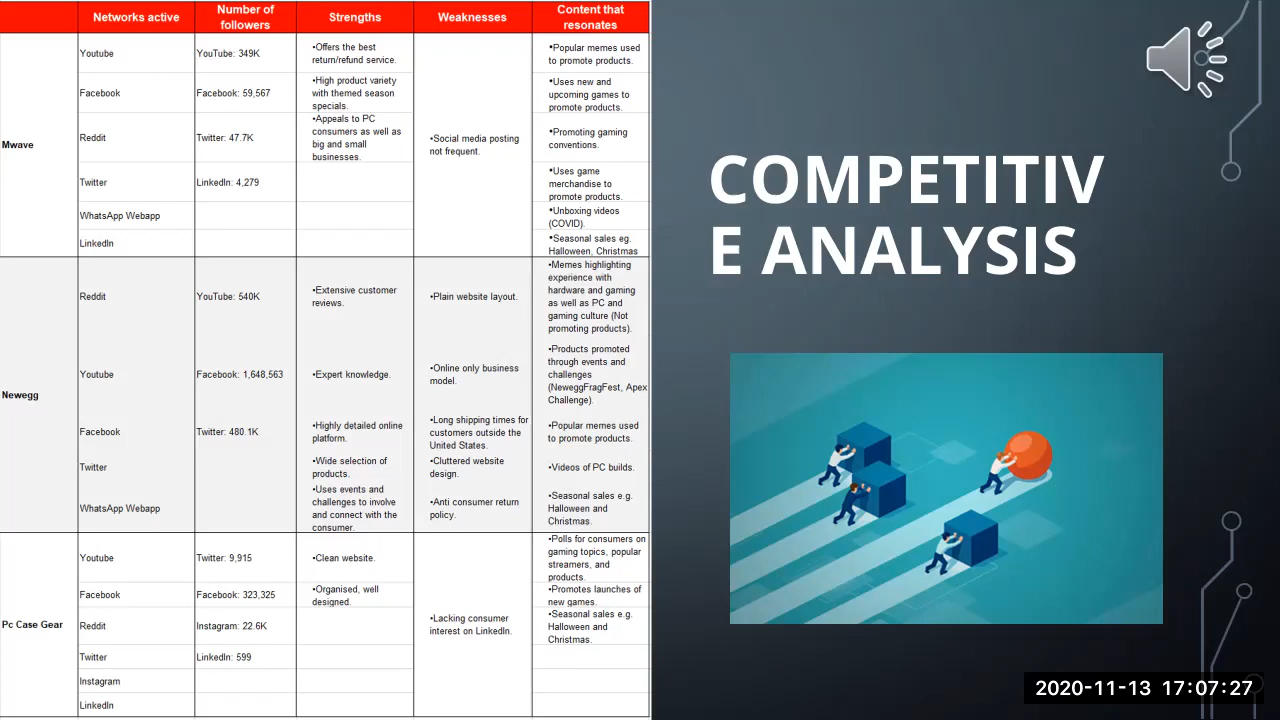 Networks active
Number of
followers
Strengths
Weaknesses
Content that
resonates
Mwave
Youtube
YouTube: 349K
•Offers the best
return/refund service.
•Popular memes used
to promote products.
Facebook
Facebook: 59,567
•High product variety
with themed season
specials.
•Uses new and
upcoming games to
promote products.
Reddit
Twitter: 47.7K
•Appeals to PC
consumers as well as
big and small
businesses.
•Social media posting
not frequent.
•Promoting gaming
conventions.
Twitter
LinkedIn: 4,279
•Uses game
merchandise to
promote products.
WhatsApp Webapp
•Unboxing videos
(COVID).
LinkedIn
•Seasonal sales eg.
Halloween, Christmas
Newegg
Reddit
YouTube: 540K
•Extensive customer
reviews.
•Plain website layout.
•Memes highlighting
experience with
hardware and gaming
as well as PC and
gaming culture (Not
promoting products).
Youtube
Facebook: 1,648,563
•Expert knowledge.
•Online only business
model.
•Products promoted
through events and
challenges
(NeweggFragFest, Apex
Challenge).
Facebook
Twitter: 480.1K
•Highly detailed online
platform.
•Long shipping times for
customers outside the
United States.
•Popular memes used
to promote products.
Twitter
•Wide selection of
products.
•Cluttered website
design.
•Videos of PC builds.
WhatsApp Webapp
•Uses events and
challenges to involve
and connect with the
consumer.
•Anti consumer return
policy.
•Seasonal sales e.g.
Halloween and
Christmas.
Pc Case Gear
Youtube
Twitter: 9,915
•Clean website.
•Polls for consumers on
gaming topics, popular
streamers, and
products.
Facebook
Facebook: 323,325
•Organised, well
designed.
•Promotes launches of
new games.
Reddit
Instagram: 22.6K
•Lacking consumer
interest on LinkedIn.
•Seasonal sales e.g.
Halloween and
Christmas.
Twitter
LinkedIn: 599
Instagram
LinkedIn
COMPETITIV
E ANALYSIS
2020-11-13 17:07:27